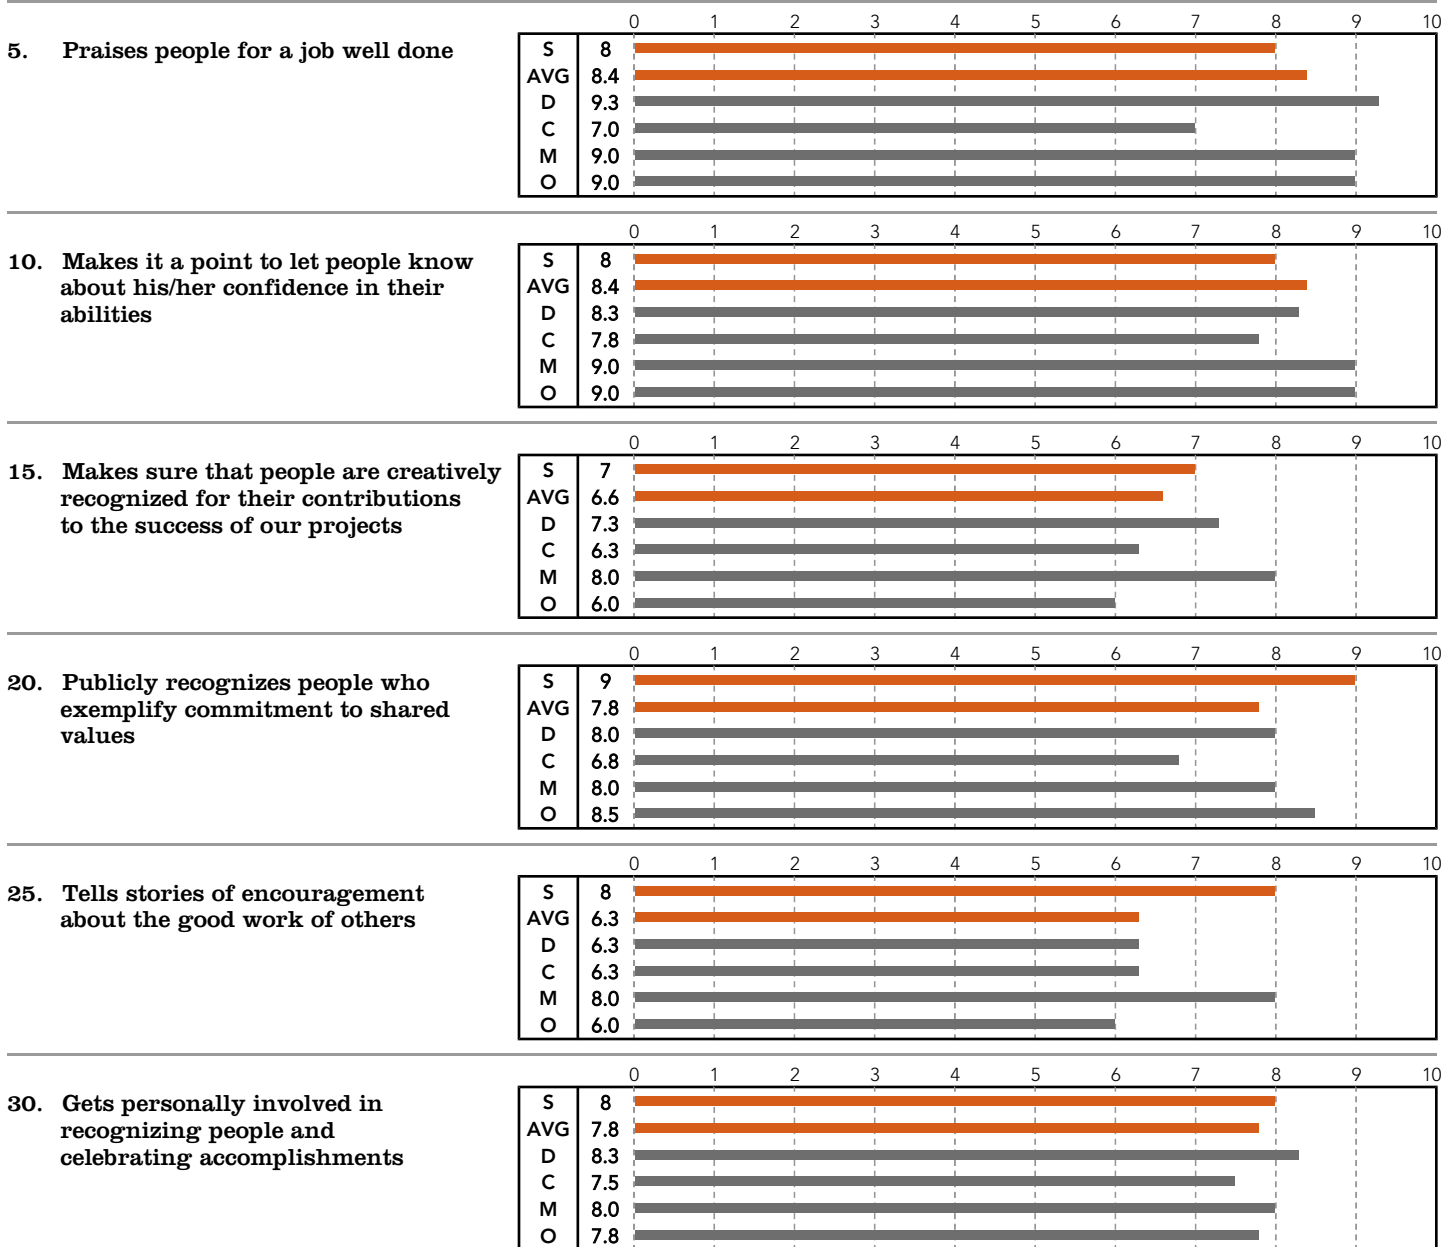 0 1 2 3 4 5 6 7 8 9 10
5. Praises people for a job well done
S 8
AVG 8.4
D 9.3
C 7.0
M 9.0
O 9.0
0 1 2 3 4 5 6 7 8 9 10
10. Makes it a point to let people know
about his/her confidence in their
abilities
S 8
AVG 8.4
D 8.3
C 7.8
M 9.0
O 9.0
0 1 2 3 4 5 6 7 8 9 10
15. Makes sure that people are creatively
recognized for their contributions
to the success of our projects
S 7
AVG 6.6
D 7.3
C 6.3
M 8.0
O 6.0
0 1 2 3 4 5 6 7 8 9 10
20. Publicly recognizes people who
exemplify commitment to shared
values
S 9
AVG 7.8
D 8.0
C 6.8
M 8.0
O 8.5
0 1 2 3 4 5 6 7 8 9 10
25. Tells stories of encouragement
about the good work of others
S 8
AVG 6.3
D 6.3
C 6.3
M 8.0
O 6.0
0 1 2 3 4 5 6 7 8 9 10
30. Gets personally involved in
recognizing people and
celebrating accomplishments
S 8
AVG 7.8
D 8.3
C 7.5
M 8.0
O 7.8